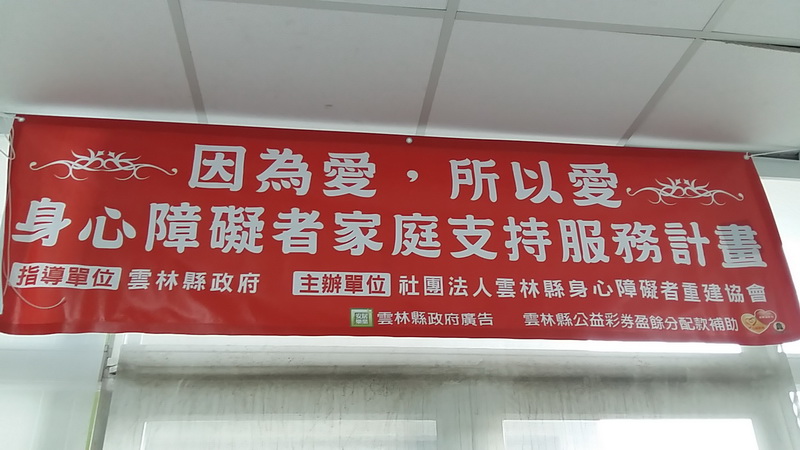 因為愛，所以愛
身心障礙者家庭支持服務計畫
指導單位 雲林縣政府 主辦單位 社團法人雲林縣身心障礙者重建協會
雲林縣政府廣告 雲林縣公益彩券盈餘分配款補助